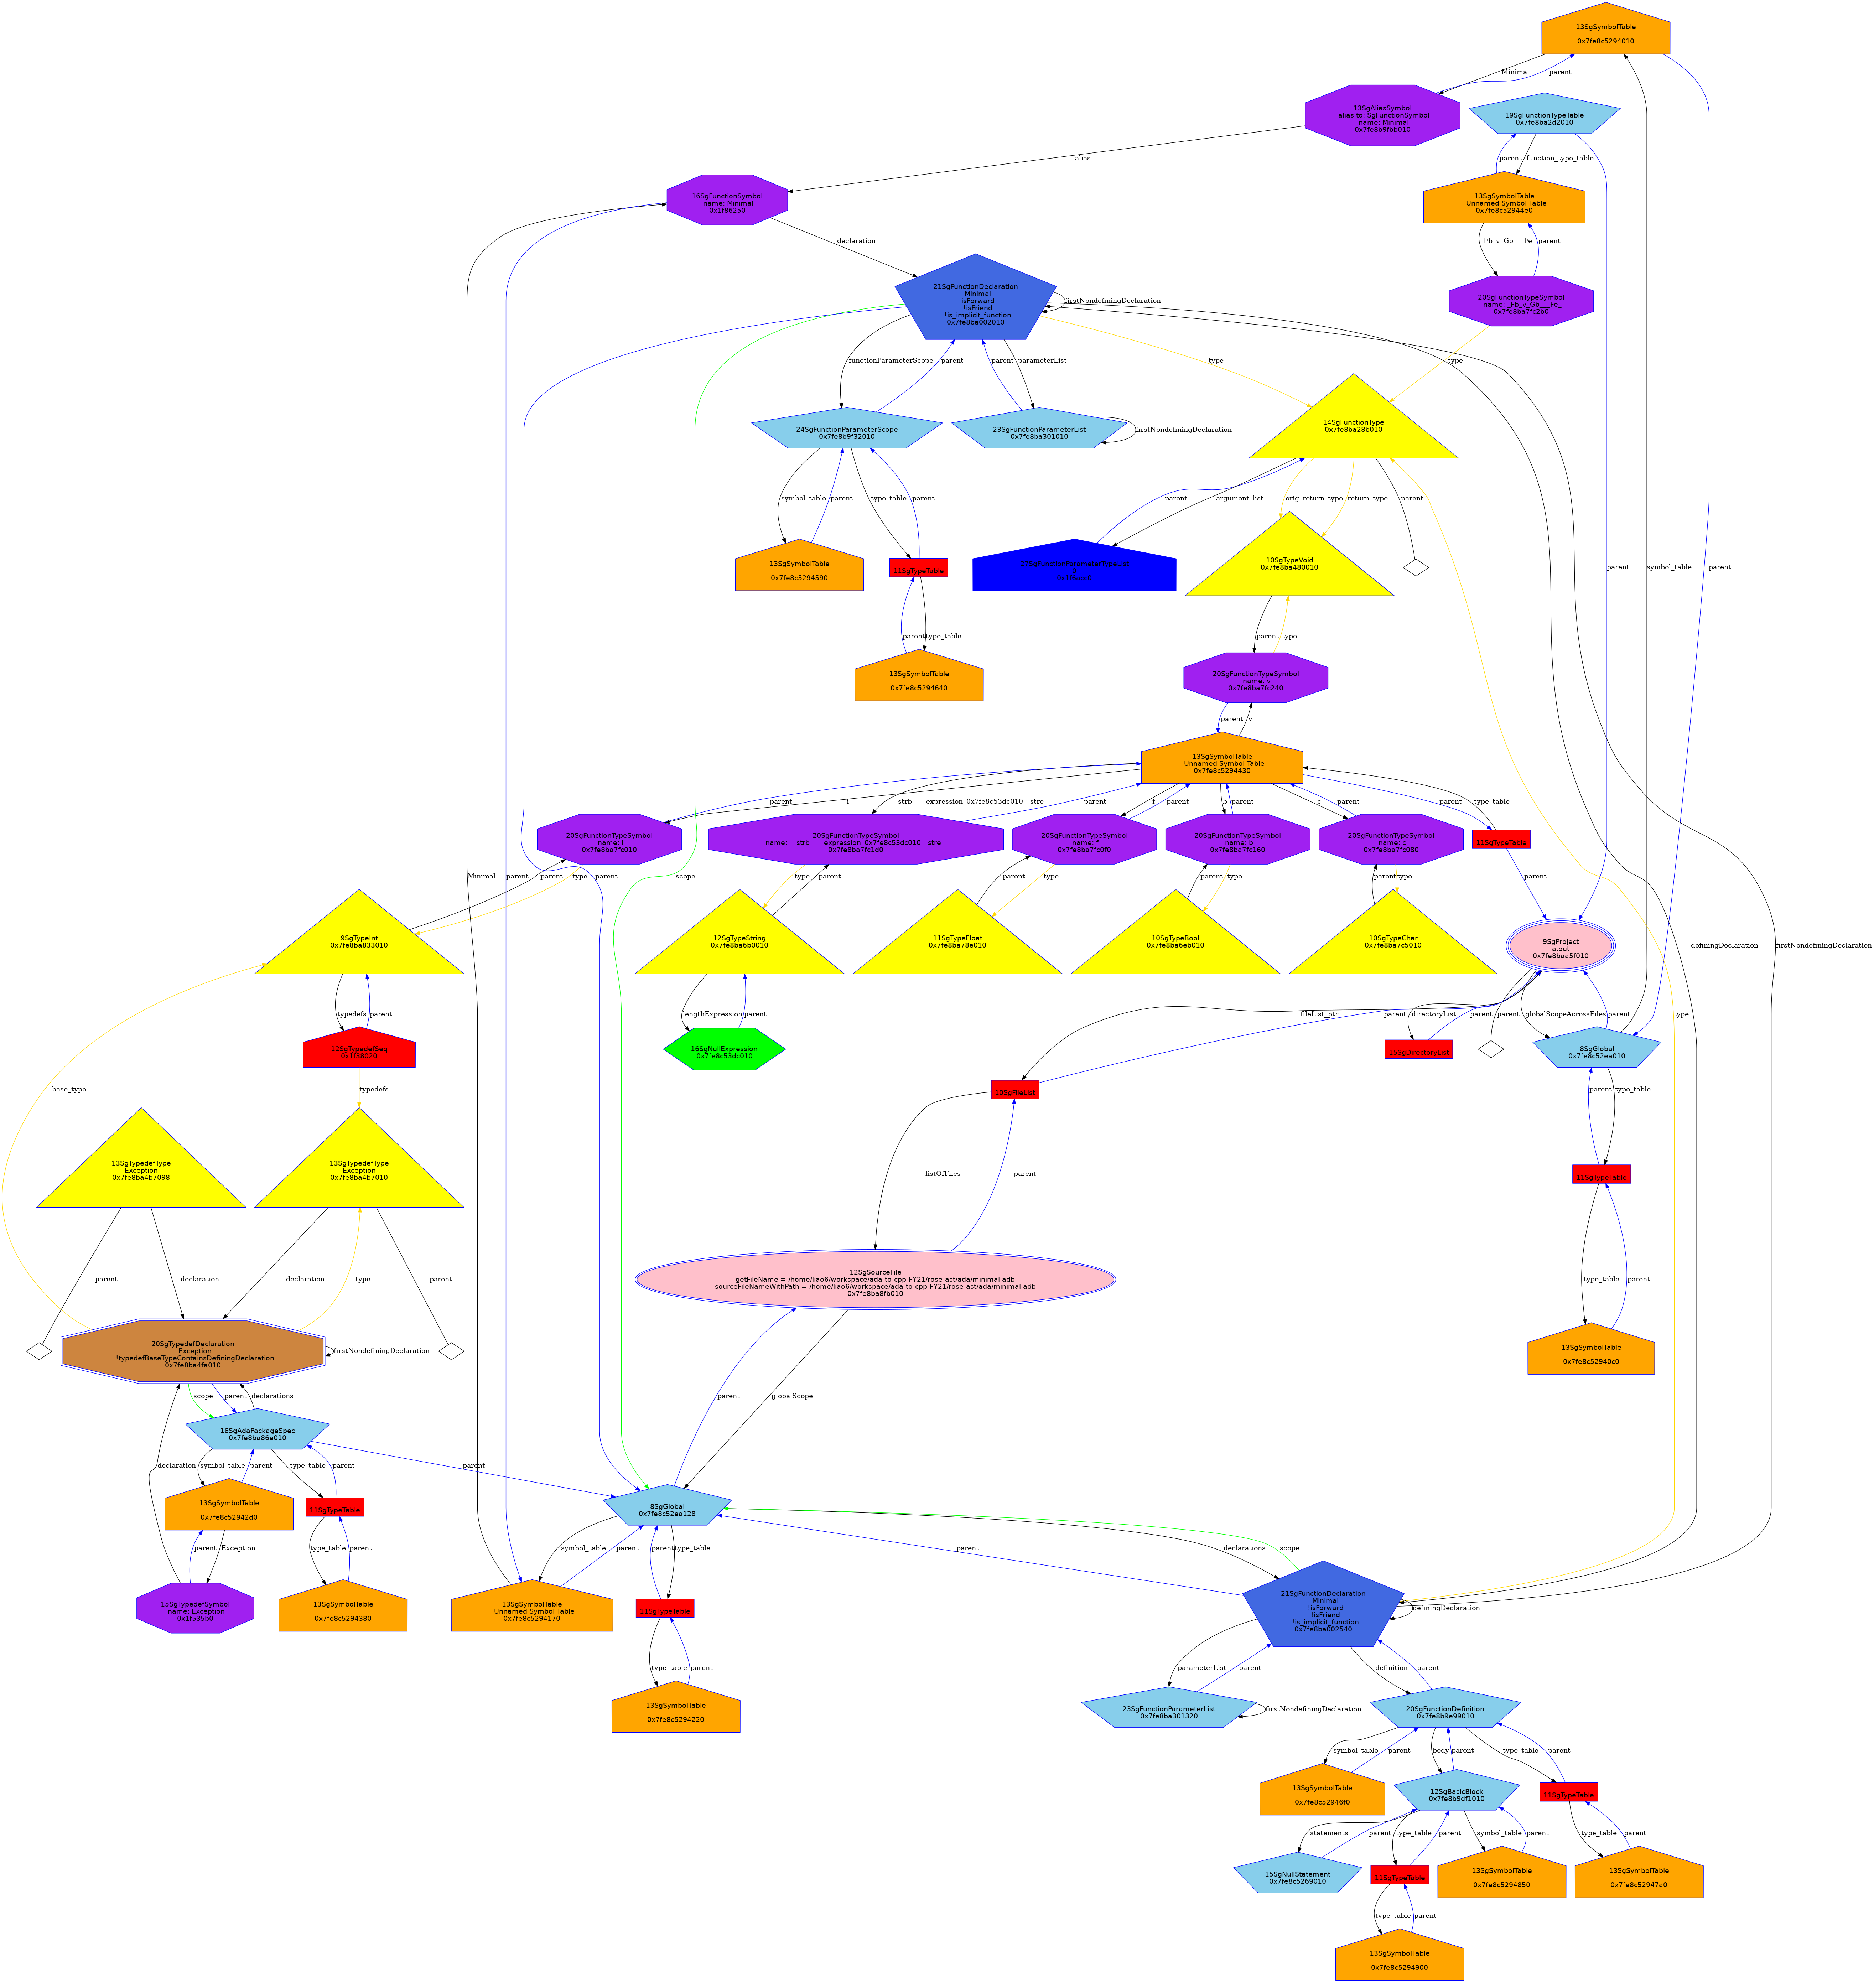 13SgSymbolTable
0x7fe8c5294010
Minimal
parent
13SgAliasSymbol
alias to: SgFunctionSymbol
name: Minimal
0x7fe8b9fbb010
19SgFunctionTypeTable
0x7fe8ba2d2010
alias
parent
function_type_table
16SgFunctionSymbol
name: Minimal
0x1f86250
13SgSymbolTable
Unnamed Symbol Table
0x7fe8c52944e0
declaration
_Fb_v_Gb___Fe_
parent
21SgFunctionDeclaration
Minimal
isForward
!isFriend
!is_implicit_function
0x7fe8ba002010
firstNondefiningDeclaration
20SgFunctionTypeSymbol
name: _Fb_v_Gb___Fe_
0x7fe8ba7fc2b0
functionParameterScope
parent
parent
parameterList
type
type
24SgFunctionParameterScope
0x7fe8b9f32010
23SgFunctionParameterList
0x7fe8ba301010
firstNondefiningDeclaration
14SgFunctionType
0x7fe8ba28b010
symbol_table
parent
type_table
parent
parent
argument_list
orig_return_type
return_type
parent
13SgSymbolTable
0x7fe8c5294590
11SgTypeTable
10SgTypeVoid
0x7fe8ba480010
parent
symbol_table
parent
parent
type_table
parent
type
13SgSymbolTable
0x7fe8c5294640
20SgFunctionTypeSymbol
name: v
0x7fe8ba7fc240
parent
v
13SgSymbolTable
Unnamed Symbol Table
0x7fe8c5294430
parent
i
__strb____expression_0x7fe8c53dc010__stre__
parent
f
parent
b
parent
c
parent
parent
type_table
20SgFunctionTypeSymbol
name: i
0x7fe8ba7fc010
20SgFunctionTypeSymbol
name: __strb____expression_0x7fe8c53dc010__stre__
0x7fe8ba7fc1d0
20SgFunctionTypeSymbol
name: f
0x7fe8ba7fc0f0
20SgFunctionTypeSymbol
name: b
0x7fe8ba7fc160
20SgFunctionTypeSymbol
name: c
0x7fe8ba7fc080
11SgTypeTable
Minimal
parent
parent
scope
parent
type
type
parent
parent
type
parent
type
parent
type
parent
definingDeclaration
firstNondefiningDeclaration
9SgTypeInt
0x7fe8ba833010
12SgTypeString
0x7fe8ba6b0010
11SgTypeFloat
0x7fe8ba78e010
10SgTypeBool
0x7fe8ba6eb010
10SgTypeChar
0x7fe8ba7c5010
9SgProject
a.out
0x7fe8baa5f010
typedefs
parent
lengthExpression
parent
fileList_ptr
parent
directoryList
parent
parent
globalScopeAcrossFiles
parent
type
12SgTypedefSeq
0x1f36020
16SgNullExpression
0x7fe8c53dc010
15SgDirectoryList
8SgGlobal
0x7fe8c52ea010
base_type
typedefs
10SgFileList
parent
type_table
13SgTypedefType
Exception
0x7fe8ba4b7098
13SgTypedefType
Exception
0x7fe8ba4b7010
listOfFiles
parent
11SgTypeTable
parent
declaration
declaration
type
parent
12SgSourceFile
getFileName = /home/liao6/workspace/ada-to-cpp-FY21/rose-ast/ada/minimal.adb
sourceFileNameWithPath = /home/liao6/workspace/ada-to-cpp-FY21/rose-ast/ada/minimal.adb
0x7fe8ba8fb010
type_table
parent
20SgTypedefDeclaration
Exception
!typedefBaseTypeContainsDefiningDeclaration
0x7fe8ba4fa010
firstNondefiningDeclaration
13SgSymbolTable
0x7fe8c52940c0
scope
parent
declarations
parent
globalScope
16SgAdaPackageSpec
0x7fe8ba86e010
declaration
symbol_table
parent
type_table
parent
parent
13SgSymbolTable
0x7fe8c52942d0
11SgTypeTable
8SgGlobal
0x7fe8c52ea128
parent
Exception
type_table
parent
symbol_table
parent
parent
type_table
parent
declarations
scope
15SgTypedefSymbol
name: Exception
0x1f535b0
13SgSymbolTable
0x7fe8c5294380
13SgSymbolTable
Unnamed Symbol Table
0x7fe8c5294170
11SgTypeTable
21SgFunctionDeclaration
Minimal
!isForward
!isFriend
!is_implicit_function
0x7fe8ba002540
definingDeclaration
type_table
parent
parameterList
parent
definition
parent
13SgSymbolTable
0x7fe8c5294220
23SgFunctionParameterList
0x7fe8ba301320
firstNondefiningDeclaration
20SgFunctionDefinition
0x7fe8b9e99010
symbol_table
parent
body
parent
type_table
parent
13SgSymbolTable
0x7fe8c52946f0
12SgBasicBlock
0x7fe8b9df1010
11SgTypeTable
statements
parent
type_table
parent
symbol_table
parent
type_table
parent
15SgNullStatement
0x7fe8c5269010
11SgTypeTable
13SgSymbolTable
0x7fe8c5294850
13SgSymbolTable
0x7fe8c52947a0
type_table
parent
13SgSymbolTable
0x7fe8c5294900